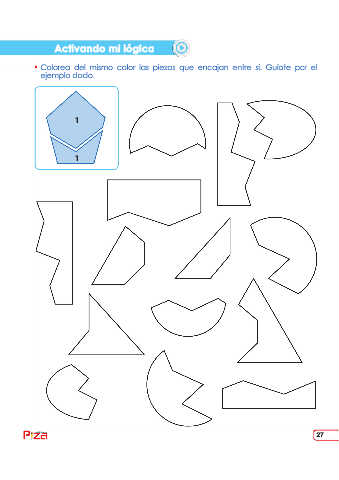 Activando mi lógica
• Colorea del mismo color las piezas que encajan entre sí. Guíate por el
ejemplo dado.
1
1
Pizá
27